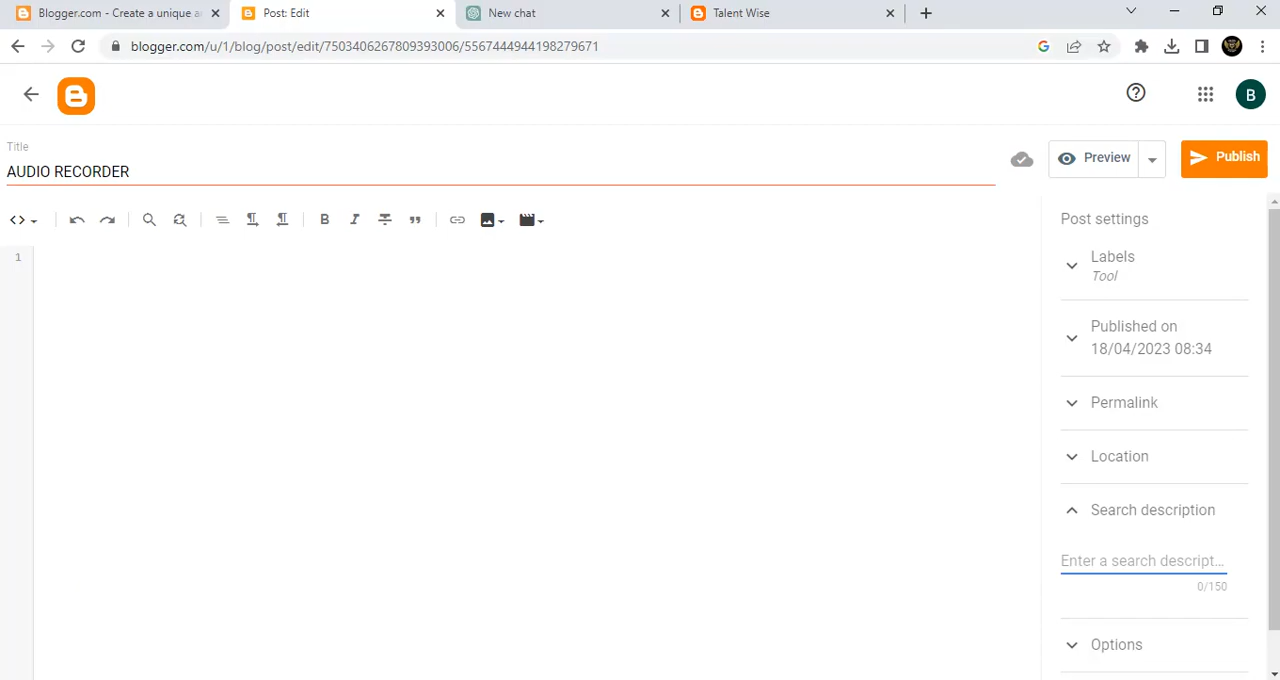 Blogger.com - Create a unique a
Post: Edit
New chat
Talent Wise
blogger.com/u/1/blog/post/edit/7503406267809393006/5567444944198279671
B
Title
AUDIO RECORDER
Preview
Publish
B
I
1
Post settings
Labels
Tool
Published on
18/04/2023 08:34
Permalink
Location
Search description
Enter a search descript...
0/150
Options